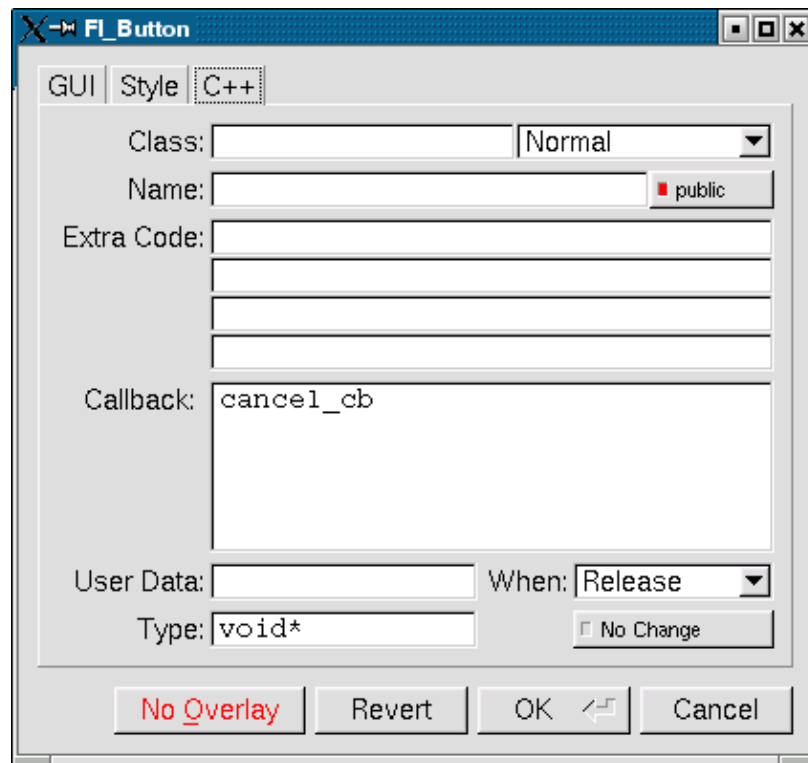 Fl_Button
GUI Style C++
Class: Normal
Name: public
Extra Code:
Callback: cancel_cb
User Data: When: Release
Type: void* No Change
No Overlay Revert OK Cancel